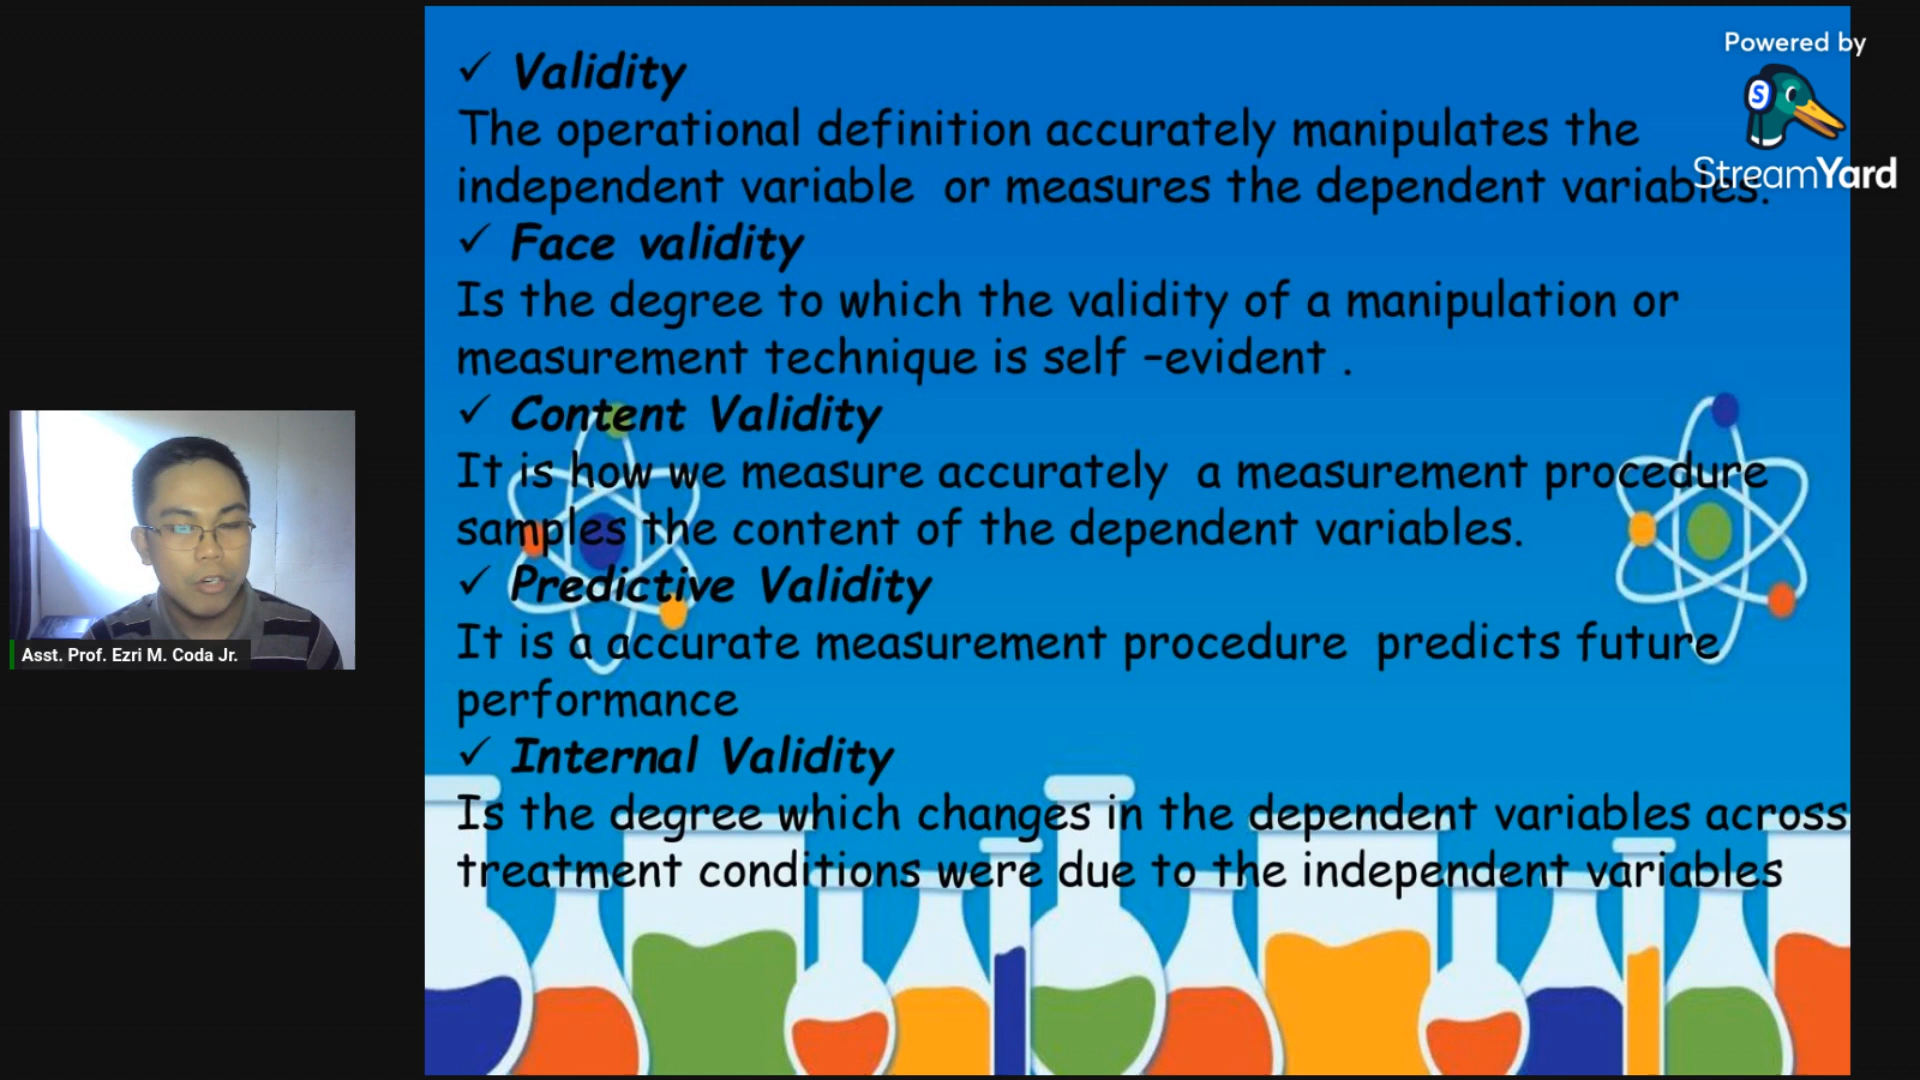 ✓ Validity
The operational definition accurately manipulates the
independent variable or measures the dependent variables.
✓ Face validity
Is the degree to which the validity of a manipulation or
measurement technique is self –evident .
✓ Content Validity
It is how we measure accurately a measurement procedure
samples the content of the dependent variables.
✓ Predictive Validity
It is a accurate measurement procedure predicts future
performance
✓ Internal Validity
Is the degree which changes in the dependent variables across
treatment conditions were due to the independent variables
Powered by
S
StreamYard
Asst. Prof. Ezri M. Coda Jr.